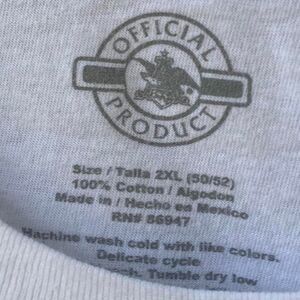 OFFICIAL
PRODUCT
Size / Talla 2XL (50/52)
100% Cotton / Algodon
Made in / Hecho en Mexico
RN# 86947
Machine wash cold with like colors.
Delicate cycle
Tumble dry low